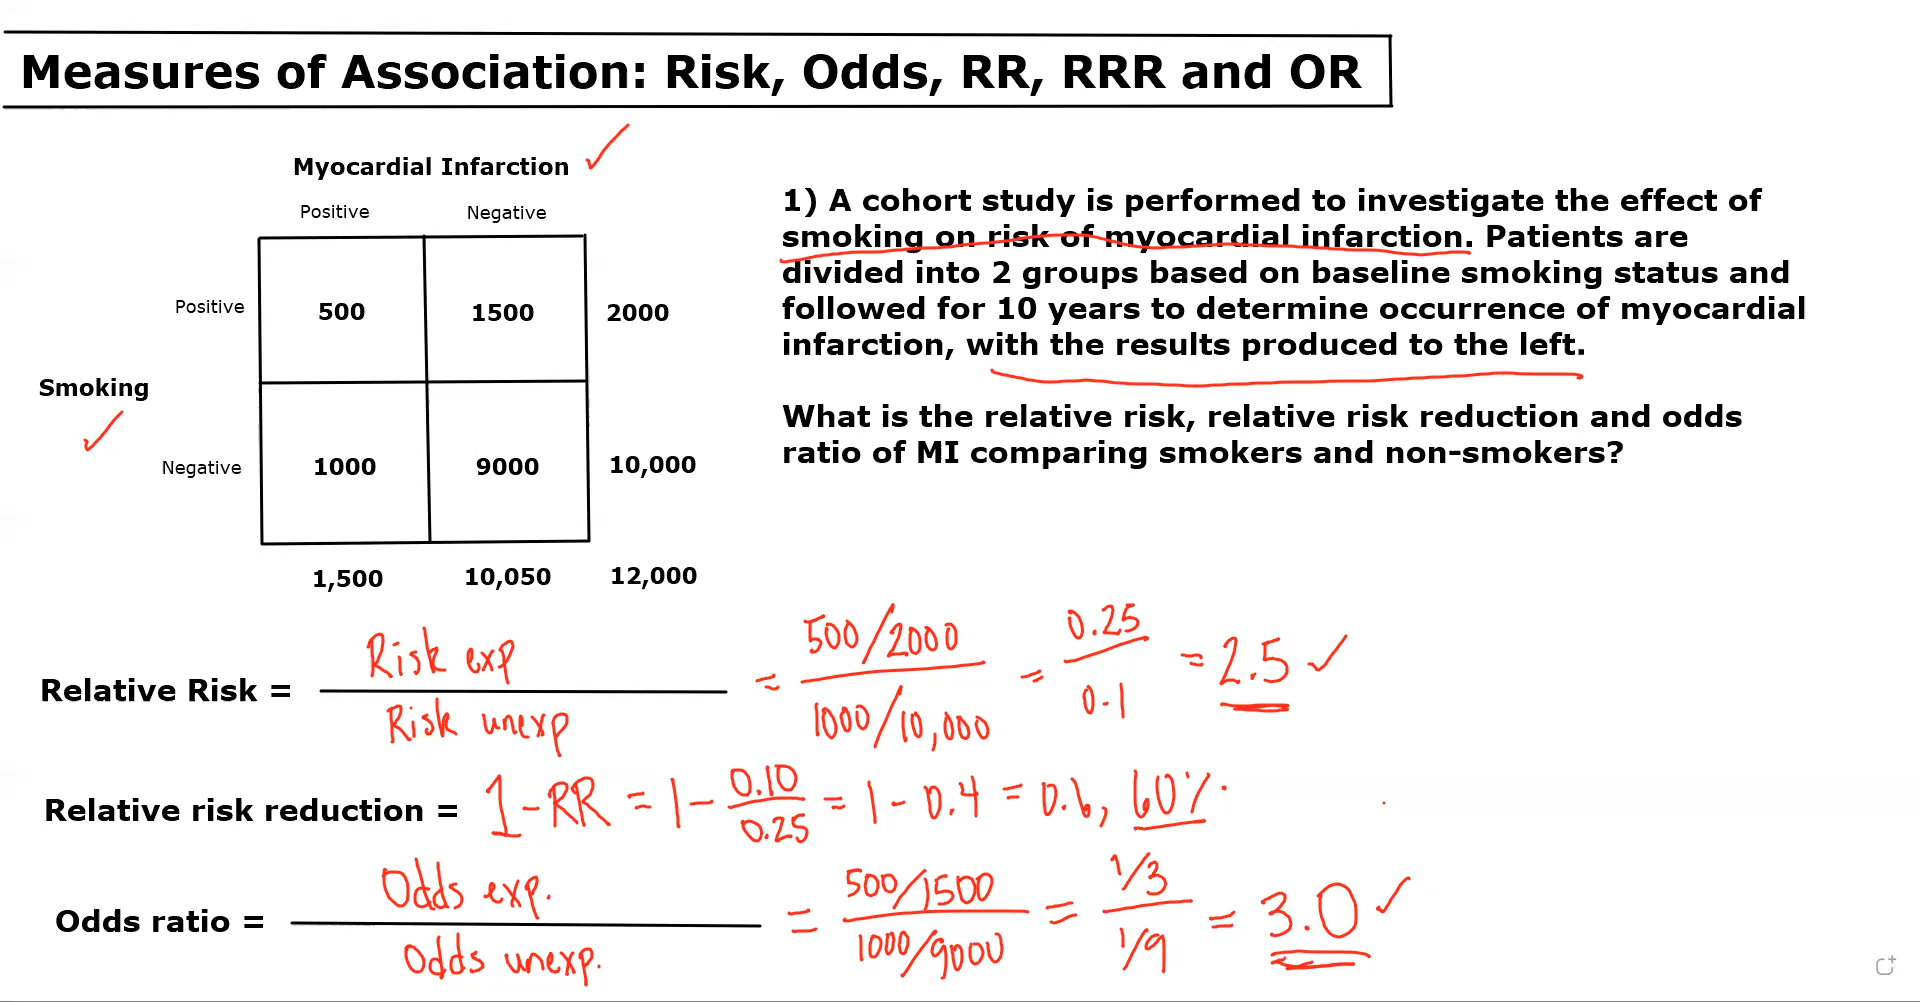 Measures of Association: Risk, Odds, RR, RRR and OR
Myocardial Infarction
Positive Negative
Positive 500 1500 2000
Smoking
Negative 1000 9000 10,000
1,500 10,050 12,000
1) A cohort study is performed to investigate the effect of
smoking on risk of myocardial infarction. Patients are
divided into 2 groups based on baseline smoking status and
followed for 10 years to determine occurrence of myocardial
infarction, with the results produced to the left.
What is the relative risk, relative risk reduction and odds
ratio of MI comparing smokers and non-smokers?
Relative Risk = Risk exp / Risk unexp = 500/2000 / 1000/10,000 = 0.25 / 0.1 = 2.5
Relative risk reduction = 1-RR = 1 - 0.10 / 0.25 = 1 - 0.4 = 0.6, 60%
Odds ratio = Odds exp. / Odds unexp. = 500/1500 / 1000/9000 = 1/3 / 1/9 = 3.0